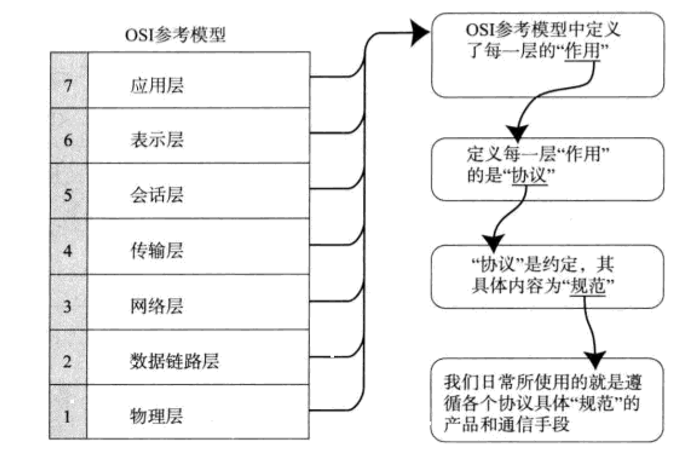 OSI参考模型
7 应用层
6 表示层
5 会话层
4 传输层
3 网络层
2 数据链路层
1 物理层
OSI参考模型中定义
了每一层的“作用”
定义每一层“作用”
的是“协议”
“协议”是约定，其
具体内容为“规范”
我们日常所使用的就是遵
循各个协议具体“规范”的
产品和通信手段